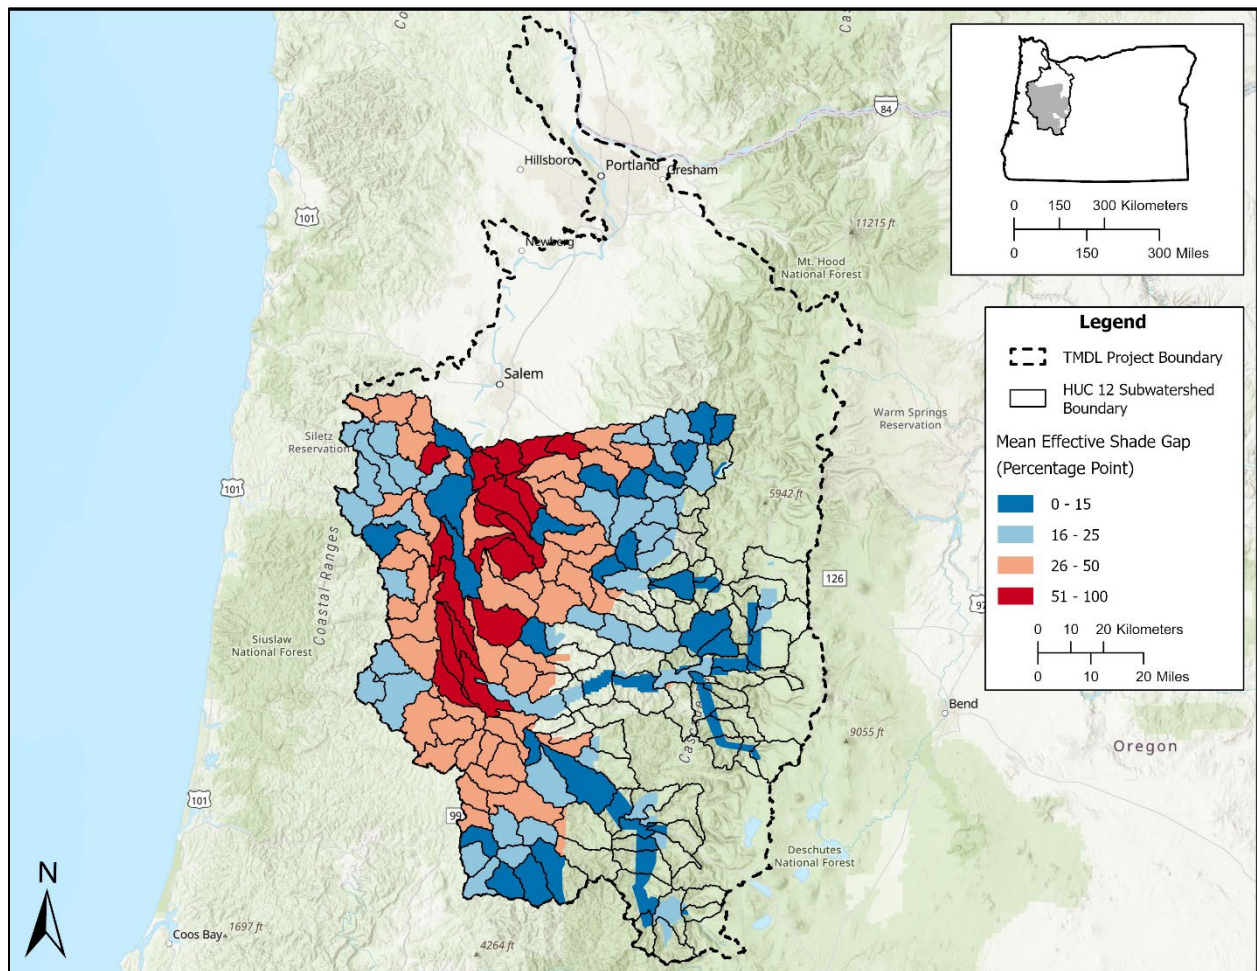 84
Hillsboro
Portland
Gresham
101
Newberg
11215 ft
Mt. Hood
National Forest
Salem
Siletz
Reservation
101
Warm Springs
Reservation
5942 ft
Coastal Ranges
126
97
Siuslaw
National Forest
Bend
9055 ft
Oregon
101
99
Deschutes
National Forest
N
1697 ft
Coos Bay
4264 ft
0 150 300 Kilometers
0 150 300 Miles
Legend
TMDL Project Boundary
HUC 12 Subwatershed
Boundary
Mean Effective Shade Gap
(Percentage Point)
0 - 15
16 - 25
26 - 50
51 - 100
0 10 20 Kilometers
0 10 20 Miles